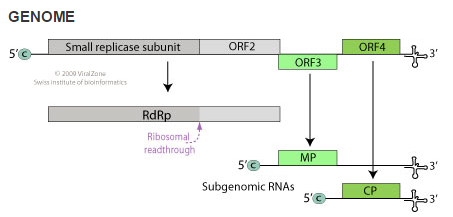 GENOME
Small replicase subunit ORF2 ORF4
5' C 3'
ORF3
© 2009 ViralZone
Swiss Institute of Bioinformatics
RdRp
Ribosomal
readthrough
MP
5' C 3'
Subgenomic RNAs
CP
5' C 3'